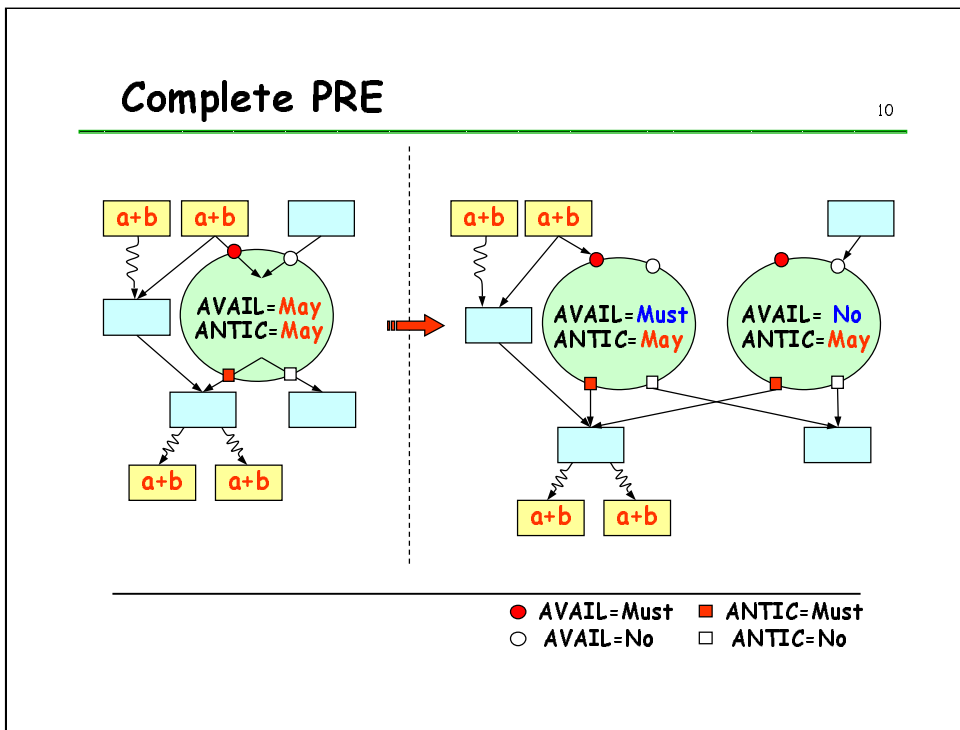 Complete PRE
10
a+b a+b
AVAIL=May
ANTIC=May
a+b a+b
a+b a+b
AVAIL=Must
ANTIC=May
AVAIL= No
ANTIC=May
a+b a+b
AVAIL=Must ANTIC=Must
AVAIL=No ANTIC=No